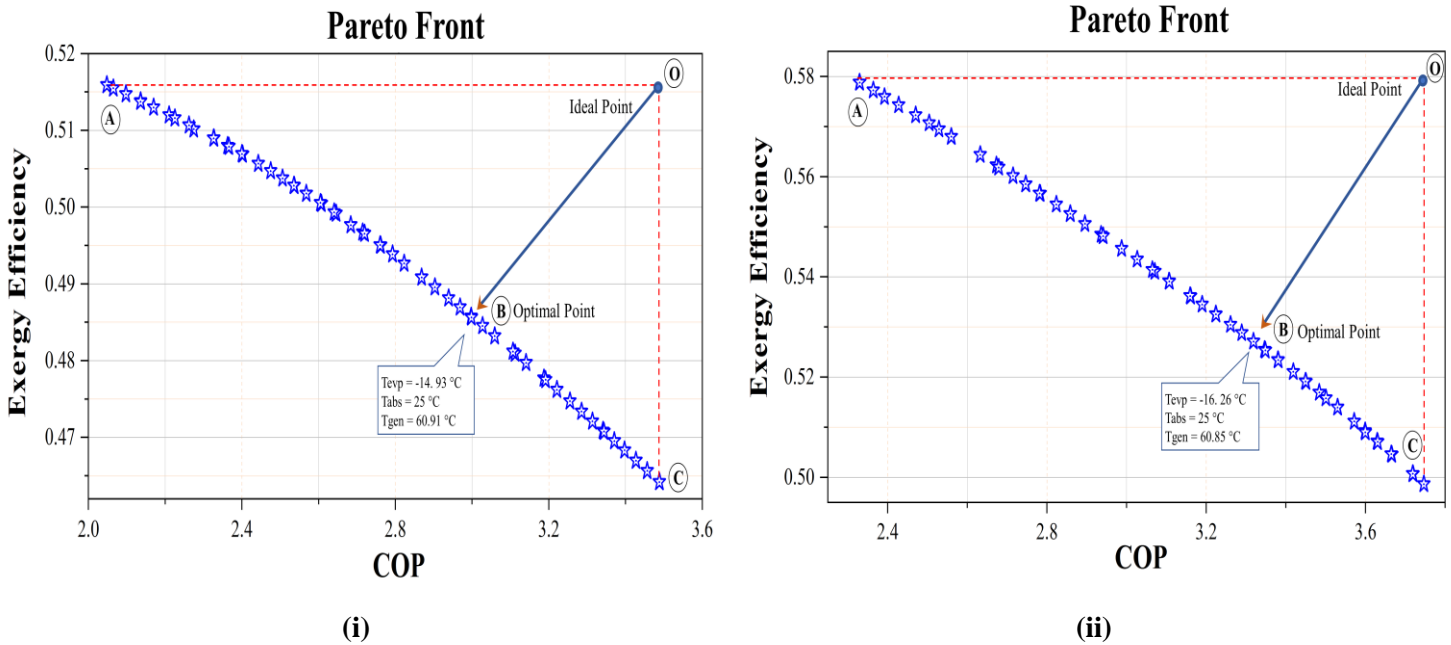 Pareto Front
0.52
0.51
0.50
0.49
0.48
0.47
Exergy Efficiency
A
O
Ideal Point
B Optimal Point
Tevp = -14. 93 °C
Tabs = 25 °C
Tgen = 60.91 °C
C
2.0 2.4 2.8 3.2 3.6
COP
(i)
Pareto Front
0.58
0.56
0.54
0.52
0.50
Exergy Efficiency
A
O
Ideal Point
B Optimal Point
Tevp = -16. 26 °C
Tabs = 25 °C
Tgen = 60.85 °C
C
2.4 2.8 3.2 3.6
COP
(ii)